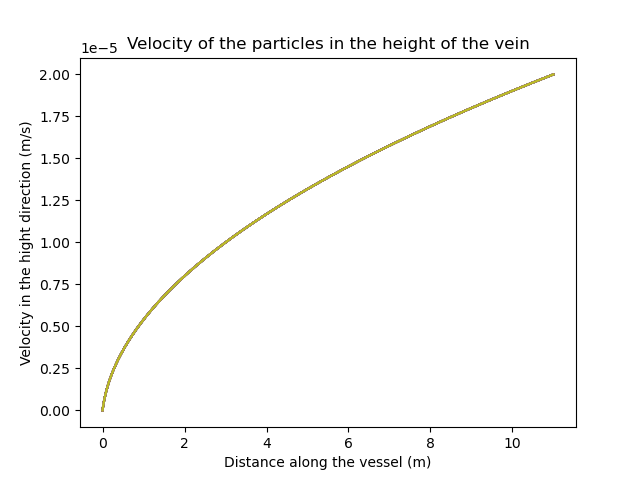 Velocity of the particles in the height of the vein
1e−5
2.00
1.75
1.50
1.25
1.00
0.75
0.50
0.25
0.00
Velocity in the hight direction (m/s)
0 2 4 6 8 10
Distance along the vessel (m)